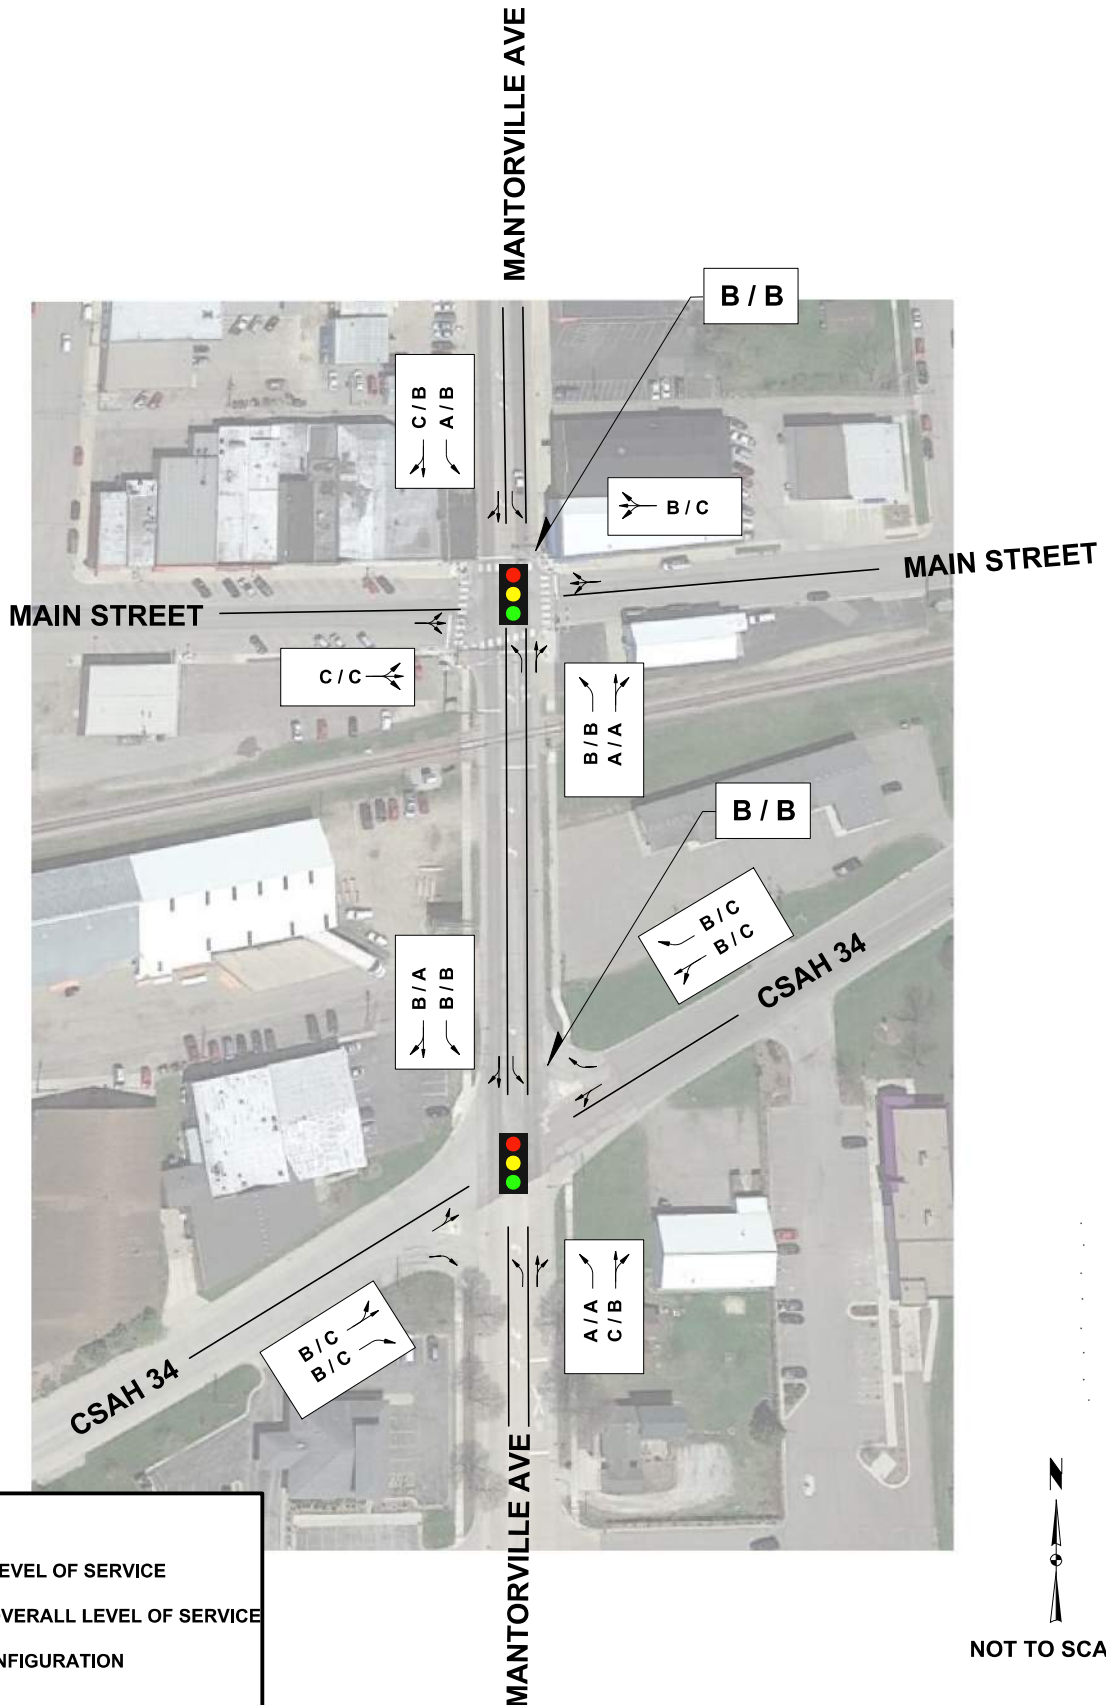 MANTORVILLE AVE
B / B
C / B
A / B
B / C
MAIN STREET
MAIN STREET
C / C
B / B
A / A
B / B
B / C
B / C
CSAH 34
B / A
B / B
A / A
C / B
B / C
B / C
CSAH 34
MANTORVILLE AVE
N
EVEL OF SERVICE
VERALL LEVEL OF SERVICE
NFIGURATION
NOT TO SCA